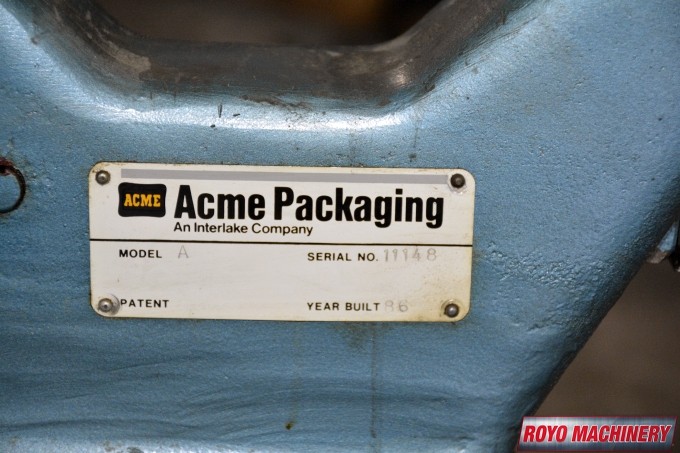 ACME Acme Packaging
An Interlake Company
MODEL A SERIAL NO. 11148
PATENT YEAR BUILT 86
ROYO MACHINERY